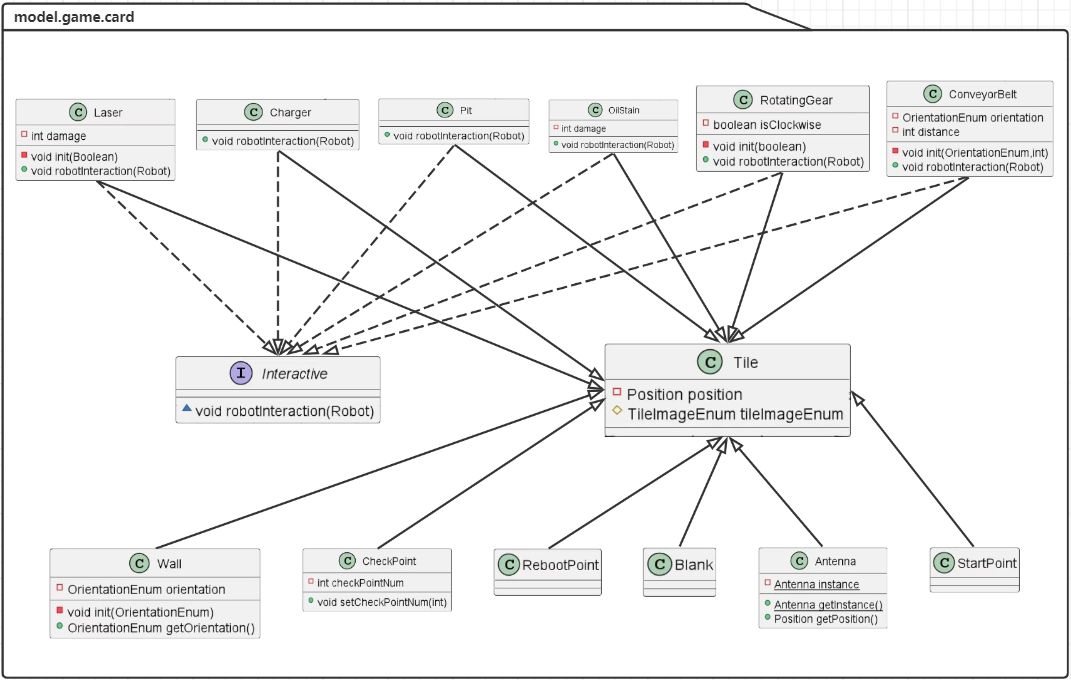 model.game.card
C Laser
int damage
void init(Boolean)
void robotInteraction(Robot)
C Charger
void robotInteraction(Robot)
C Pit
void robotInteraction(Robot)
C OilStain
int damage
void robotInteraction(Robot)
C RotatingGear
boolean isClockwise
void init(boolean)
void robotInteraction(Robot)
C ConveyorBelt
OrientationEnum orientation
int distance
void init(OrientationEnum,int)
void robotInteraction(Robot)
I Interactive
void robotInteraction(Robot)
C Tile
Position position
TileImageEnum tileImageEnum
C Wall
OrientationEnum orientation
void init(OrientationEnum)
OrientationEnum getOrientation()
C CheckPoint
int checkPointNum
void setCheckPointNum(int)
C RebootPoint
C Blank
C Antenna
Antenna instance
Antenna getInstance()
Position getPosition()
C StartPoint